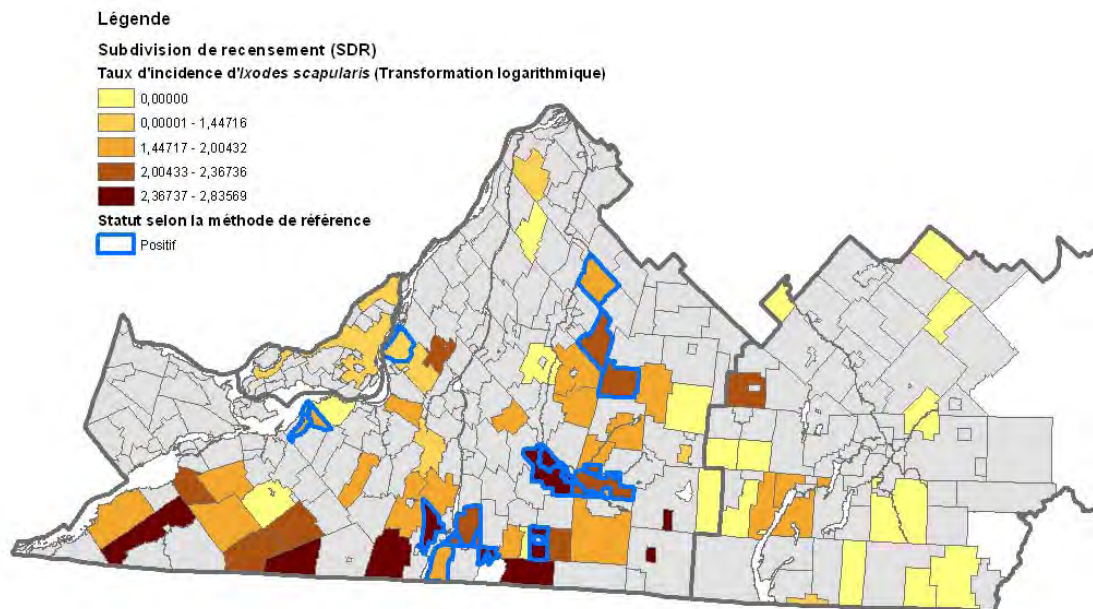 Légende
Subdivision de recensement (SDR)
Taux d'incidence d'Ixodes scapularis (Transformation logarithmique)
0,00000
0,00001 - 1,44716
1,44717 - 2,00432
2,00433 - 2,36736
2,36737 - 2,83569
Statut selon la méthode de référence
Positif